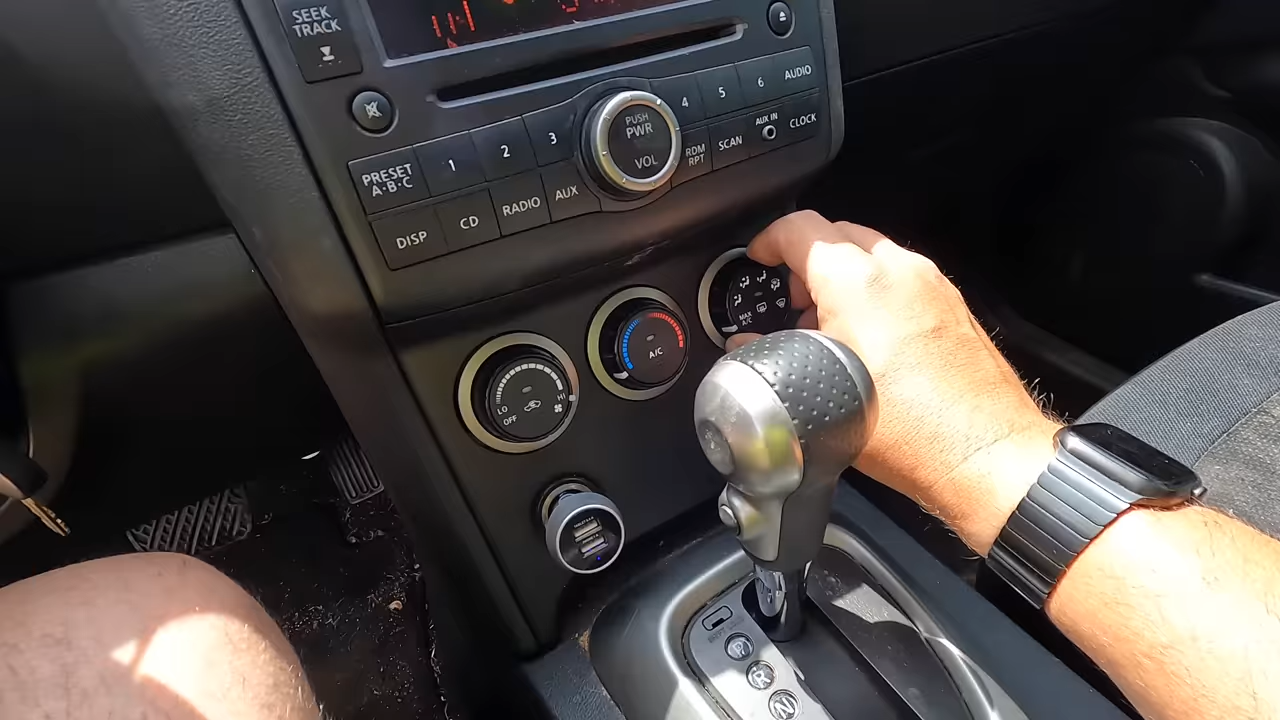 SEEK
TRACK
PUSH
PWR
VOL
PRESET
A·B·C
1
2
3
4
5
6
AUDIO
DISP
CD
RADIO
AUX
RDM
RPT
SCAN
AUX IN
CLOCK
LO
HI
OFF
A/C
MAX
A/C
P
R
N